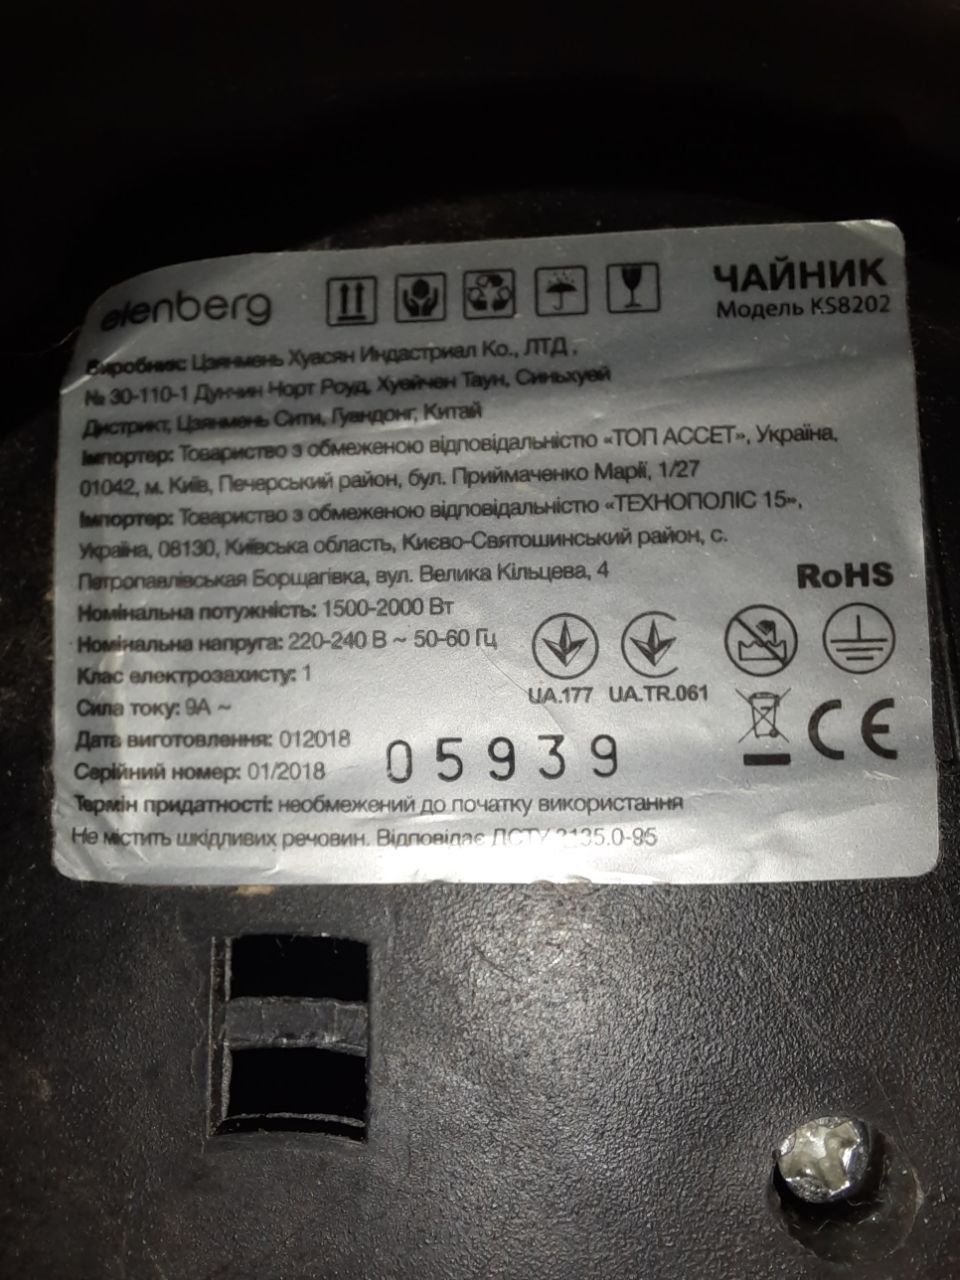 elenberg
ЧАЙНИК
Модель KS8202
Виробник: Цзянмень Хуасян Индастриал Ко., ЛТД ,
№ 30-110-1 Дунчин Норт Роуд, Хуейчен Таун, Синьхуей
Дистрикт, Цзянмень Сити, Гуандонг, Китай
Імпортер: Товариство з обмеженою відповідальністю «ТОП АССЕТ», Україна,
01042, м. Київ, Печерський район, бул. Приймаченко Марії, 1/27
Імпортер: Товариство з обмеженою відповідальністю «ТЕХНОПОЛІС 15»,
Україна, 08130, Київська область, Києво-Святошинський район, с.
Петропавлівськая Борщагівка, вул. Велика Кільцева, 4
RoHS
Номінальна потужність: 1500-2000 Вт
Номінальна напруга: 220-240 В ~ 50-60 Гц
Клас електрозахисту: 1
UA.177 UA.TR.061
Сила току: 9А ~
CE
Дата виготовлення: 012018
05939
Серійний номер: 01/2018
Термін придатності: необмежений до початку використання
Не містить шкідливих речовин. Відповідає ДСТУ 3135.0-95